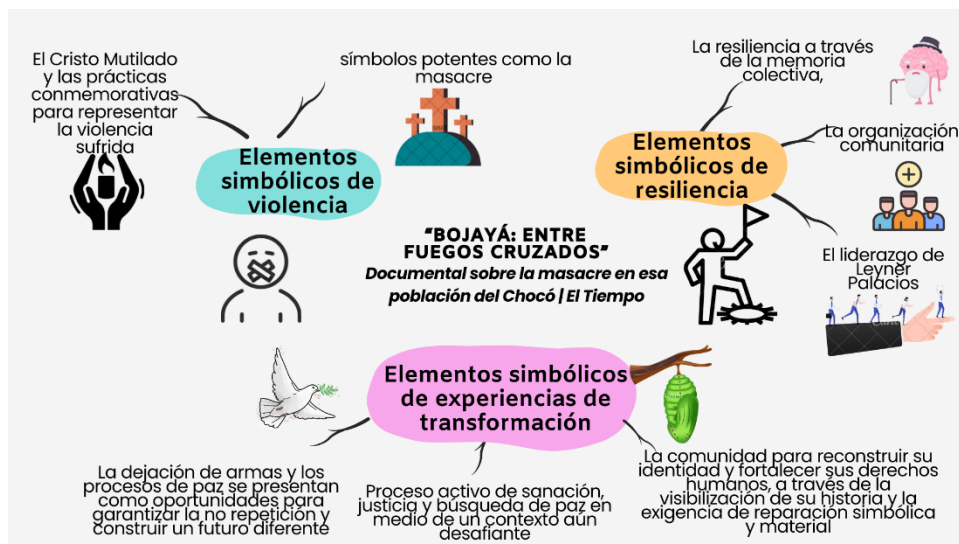 El Cristo Mutilado
y las prácticas
conmemorativas
para representar
la violencia
sufrida
símbolos potentes como la
masacre
Elementos
simbólicos de
violencia
La resiliencia a través
de la memoria
colectiva,
Elementos
simbólicos de
resiliencia
La organización
comunitaria
El liderazgo de
Leyner
Palacios
"BOJAYÁ: ENTRE
FUEGOS CRUZADOS"
Documental sobre la masacre en esa
población del Chocó | El Tiempo
Elementos simbólicos
de experiencias de
transformación
La dejación de armas y los
procesos de paz se presentan
como oportunidades para
garantizar la no repetición y
construir un futuro diferente
Proceso activo de sanación,
justicia y búsqueda de paz en
medio de un contexto aún
desafiante
La comunidad para reconstruir su
identidad y fortalecer sus derechos
humanos, a través de la
visibilización de su historia y la
exigencia de reparación simbólica
y material